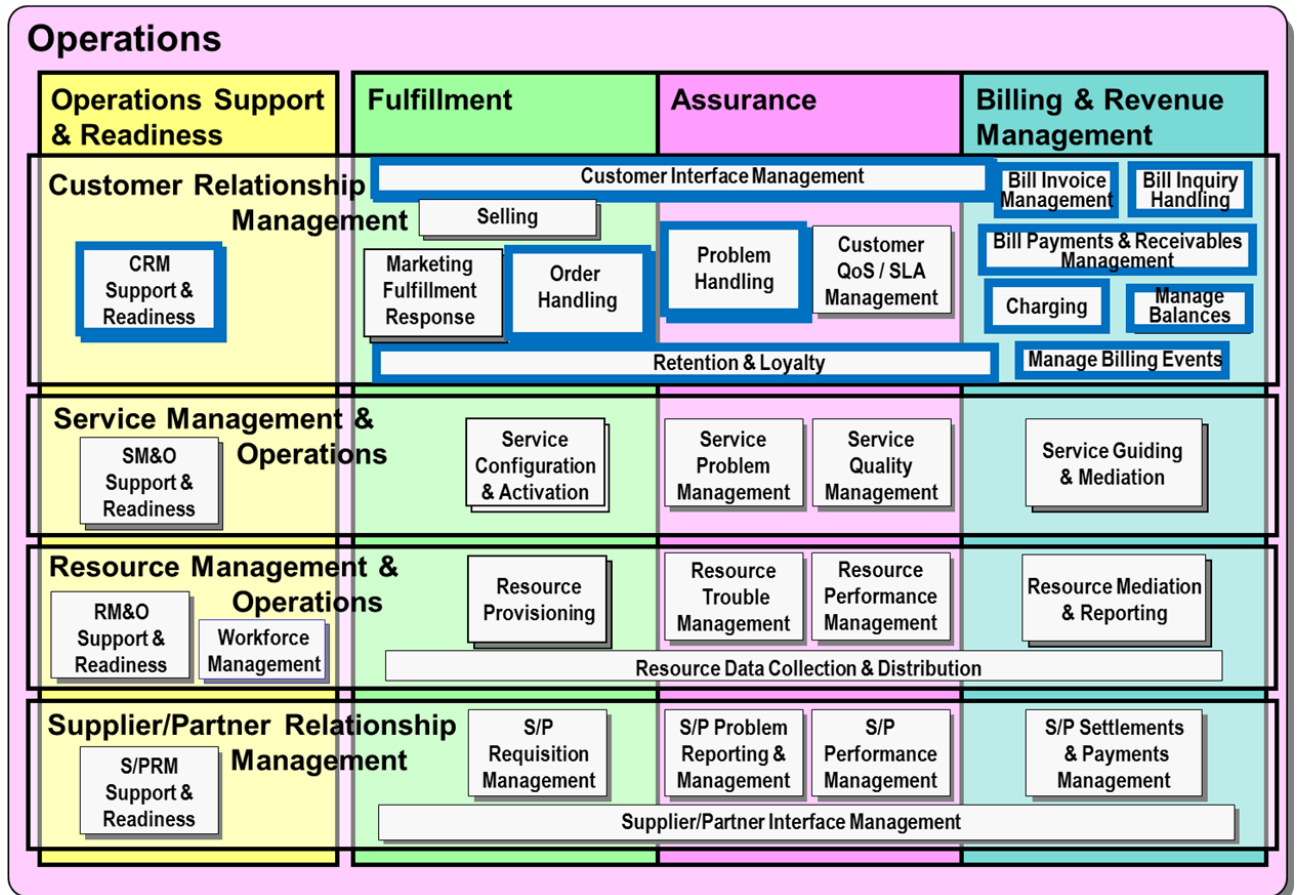 Operations
Operations Support
& Readiness
Fulfillment
Assurance
Billing & Revenue
Management
Customer Relationship
Management
Customer Interface Management
Bill Invoice
Management
Bill Inquiry
Handling
Selling
CRM
Support &
Readiness
Marketing
Fulfillment
Response
Order
Handling
Problem
Handling
Customer
QoS / SLA
Management
Bill Payments & Receivables
Management
Charging
Manage
Balances
Retention & Loyalty
Manage Billing Events
Service Management &
Operations
SM&O
Support &
Readiness
Service
Configuration
& Activation
Service
Problem
Management
Service
Quality
Management
Service Guiding
& Mediation
Resource Management &
Operations
RM&O
Support &
Readiness
Workforce
Management
Resource
Provisioning
Resource
Trouble
Management
Resource
Performance
Management
Resource Mediation
& Reporting
Resource Data Collection & Distribution
Supplier/Partner Relationship
Management
S/PRM
Support &
Readiness
S/P
Requisition
Management
S/P Problem
Reporting &
Management
S/P
Performance
Management
S/P Settlements
& Payments
Management
Supplier/Partner Interface Management